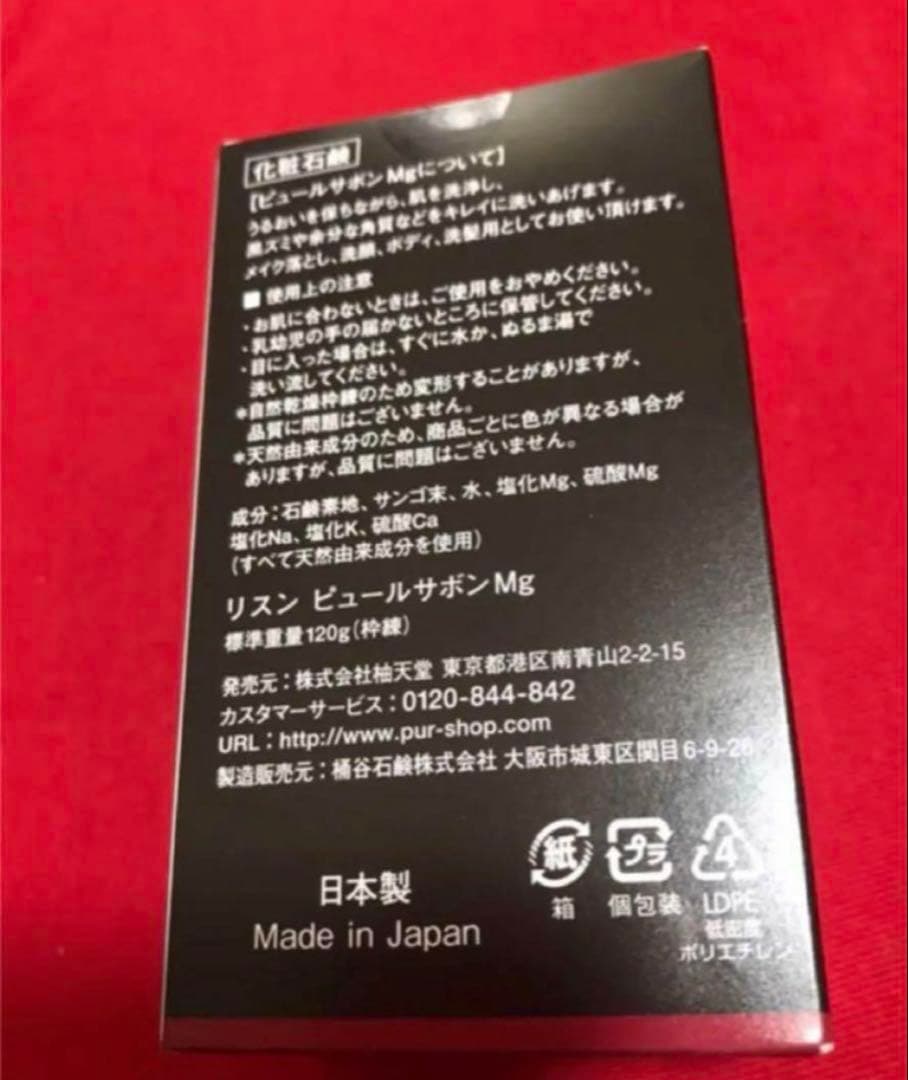 化粧石鹸
【ピュールサボンMgについて】
うるおいを保ちながら、肌を洗浄し、
黒ズミや余分な角質などをキレイに洗いあげます。
メイク落とし、洗顔、ボディ、洗髪用としてお使い頂けます。
■ 使用上の注意
・お肌に合わないときは、ご使用をおやめください。
・乳幼児の手の届かないところに保管してください。
・目に入った場合は、すぐに水か、ぬるま湯で
洗い流してください。
*自然乾燥枠練のため変形することがありますが、
品質に問題はございません。
*天然由来成分のため、商品ごとに色が異なる場合が
ありますが、品質に問題はございません。
成分：石鹸素地、サンゴ末、水、塩化Mg、硫酸Mg
塩化Na、塩化K、硫酸Ca
(すべて天然由来成分を使用)
リスン ピュールサボンMg
標準重量120g(枠練)
発売元：株式会社柚天堂 東京都港区南青山2-2-15
カスタマーサービス：0120-844-842
URL：http://www.pur-shop.com
製造販売元：桶谷石鹸株式会社 大阪市城東区関目6-9-26
日本製
Made in Japan
紙 プラ 4
箱 個包装 LDPE
低密度
ポリエチレン